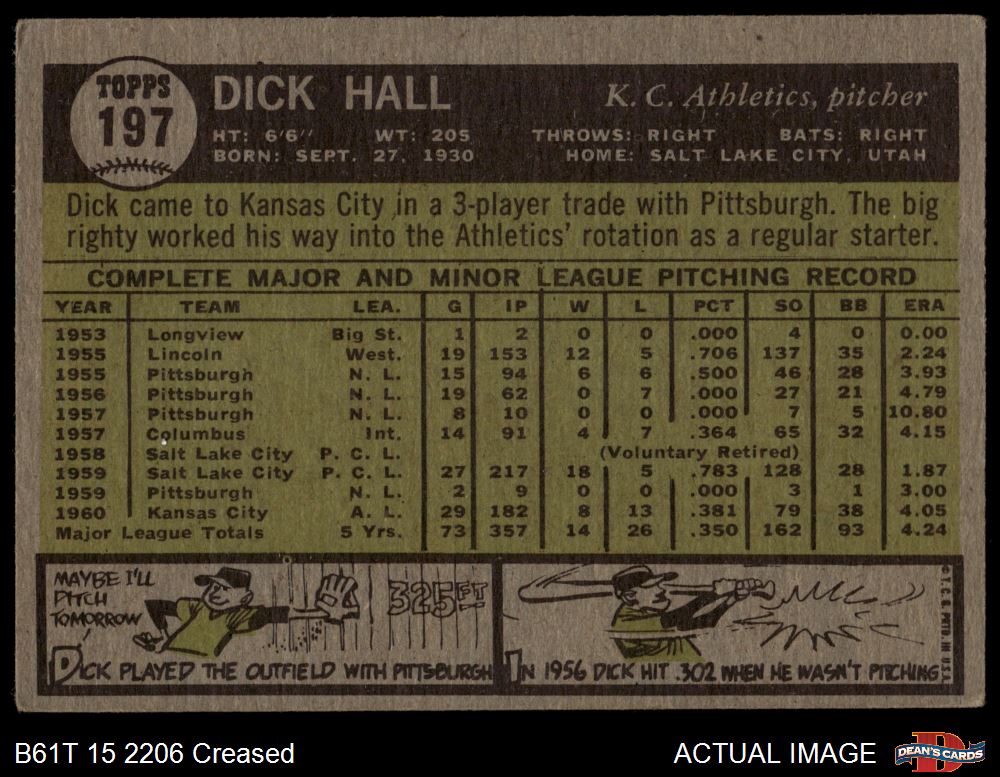 TOPPS
197
DICK HALL
K. C. Athletics, pitcher
HT: 6'6" WT: 205 THROWS: RIGHT BATS: RIGHT
BORN: SEPT. 27, 1930 HOME: SALT LAKE CITY, UTAH
Dick came to Kansas City in a 3-player trade with Pittsburgh. The big
righty worked his way into the Athletics' rotation as a regular starter.
COMPLETE MAJOR AND MINOR LEAGUE PITCHING RECORD
YEAR TEAM LEA. G IP W L PCT SO BB ERA
1953 Longview Big St. 1 2 0 0 .000 4 0 0.00
1955 Lincoln West. 19 153 12 5 .706 137 35 2.24
1955 Pittsburgh N. L. 15 94 6 6 .500 46 28 3.93
1956 Pittsburgh N. L. 19 62 0 7 .000 27 21 4.79
1957 Pittsburgh N. L. 8 10 0 0 .000 7 5 10.80
1957 Columbus Int. 14 91 4 7 .364 65 32 4.15
1958 Salt Lake City P. C. L. (Voluntary Retired)
1959 Salt Lake City P. C. L. 27 217 18 5 .783 128 28 1.87
1959 Pittsburgh N. L. 2 9 0 0 .000 3 1 3.00
1960 Kansas City A. L. 29 182 8 13 .381 79 38 4.05
Major League Totals 5 Yrs. 73 357 14 26 .350 162 93 4.24
MAYBE I'LL
PITCH
TOMORROW
325 FT
DICK PLAYED THE OUTFIELD WITH PITTSBURGH
IN 1956 DICK HIT .302 WHEN HE WASN'T PITCHING
© T. C. G. PRTD. IN U.S.A.
B61T 15 2206 Creased
ACTUAL IMAGE
DEAN'S CARDS